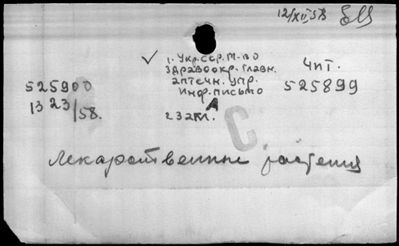 12/XII 58
✓ 1. Укр. ССР. М-во
здравоохр. Главн.
аптечн. упр.
Инф. письмо
А
232 кл.
чит.
525899
525900
1323/58.
С
Лекарственные растения